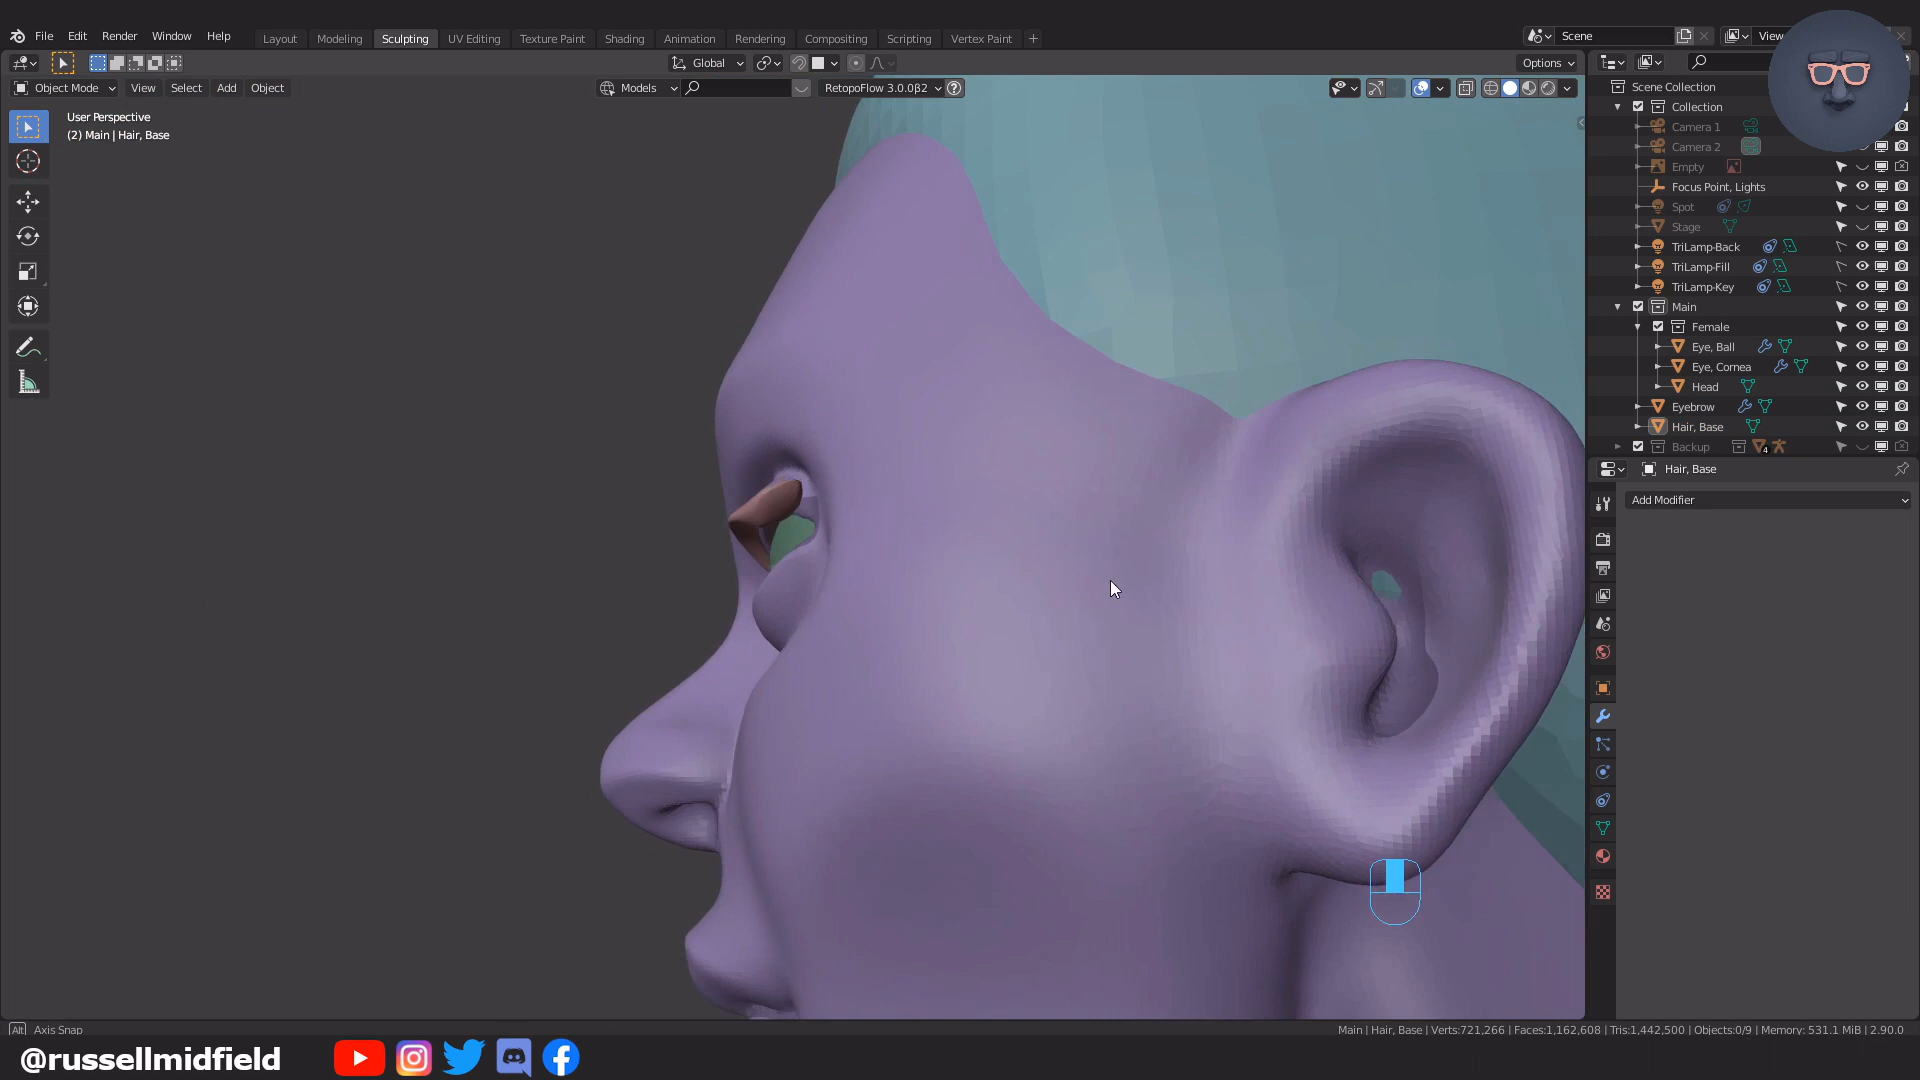 File Edit Render Window Help Layout Modeling Sculpting UV Editing Texture Paint Shading Animation Rendering Compositing Scripting Vertex Paint + Scene View
Global Options
Object Mode View Select Add Object Models RetopoFlow 3.0.0β2 ?
User Perspective
(2) Main | Hair, Base
Scene Collection
Collection
Camera 1
Camera 2
Empty
Focus Point, Lights
Spot
Stage
TriLamp-Back
TriLamp-Fill
TriLamp-Key
Main
Female
Eye, Ball
Eye, Cornea
Head
Eyebrow
Hair, Base
Backup 4
Hair, Base
Add Modifier
Alt Axis Snap
Main | Hair, Base | Verts:721,266 | Faces:1,162,608 | Tris:1,442,500 | Objects:0/9 | Memory: 531.1 MiB | 2.90.0
@russellmidfield